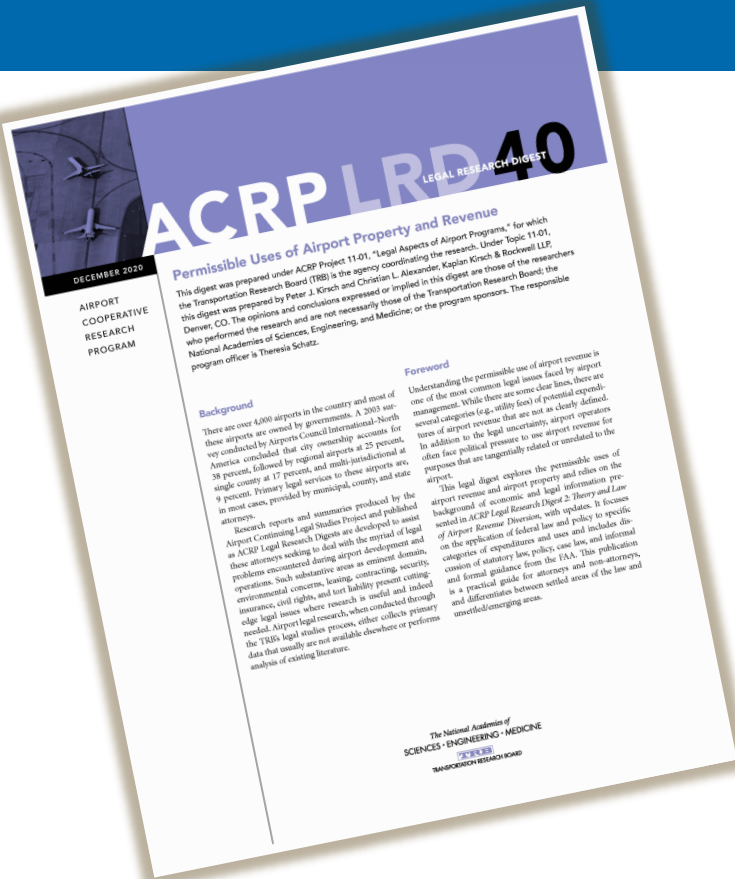 ACRP LRD 40
LEGAL RESEARCH DIGEST
DECEMBER 2020
AIRPORT
COOPERATIVE
RESEARCH
PROGRAM
Permissible Uses of Airport Property and Revenue
This digest was prepared under ACRP Project 11-01, “Legal Aspects of Airport Programs,” for which
the Transportation Research Board (TRB) is the agency coordinating the research. Under Topic 11-01,
this digest was prepared by Peter J. Kirsch and Christian L. Alexander, Kaplan Kirsch & Rockwell LLP,
Denver, CO. The opinions and conclusions expressed or implied in this digest are those of the researchers
who performed the research and are not necessarily those of the Transportation Research Board; the
National Academies of Sciences, Engineering, and Medicine; or the program sponsors. The responsible
program officer is Theresia Schatz.
Background
There are over 4,000 airports in the country and most of
these airports are owned by governments. A 2003 sur-
vey conducted by Airports Council International–North
America concluded that city ownership accounts for
38 percent, followed by regional airports at 25 percent,
single county at 17 percent, and multi-jurisdictional at
9 percent. Primary legal services to these airports are,
in most cases, provided by municipal, county, and state
attorneys.
Research reports and summaries produced by the
Airport Continuing Legal Studies Project and published
as ACRP Legal Research Digests are developed to assist
these attorneys seeking to deal with the myriad of legal
problems encountered during airport development and
operations. Such substantive areas as eminent domain,
environmental concerns, leasing, contracting, security,
insurance, civil rights, and tort liability present cutting-
edge legal issues where research is useful and indeed
needed. Airport legal research, when conducted through
the TRB’s legal studies process, either collects primary
data that usually are not available elsewhere or performs
analysis of existing literature.
Foreword
Understanding the permissible use of airport revenue is
one of the most common legal issues faced by airport
management. While there are some clear lines, there are
several categories (e.g., utility fees) of potential expendi-
tures of airport revenue that are not as clearly defined.
In addition to the legal uncertainty, airport operators
often face political pressure to use airport revenue for
purposes that are tangentially related or unrelated to the
airport.
This legal digest explores the permissible uses of
airport revenue and airport property and relies on the
background of economic and legal information pre-
sented in ACRP Legal Research Digest 2: Theory and Law
of Airport Revenue Diversion, with updates. It focuses
on the application of federal law and policy to specific
categories of expenditures and uses and includes dis-
cussion of statutory law, policy, case law, and informal
and formal guidance from the FAA. This publication
is a practical guide for attorneys and non-attorneys,
and differentiates between settled areas of the law and
unsettled/emerging areas.
The National Academies of
SCIENCES • ENGINEERING • MEDICINE
TRB
TRANSPORTATION RESEARCH BOARD